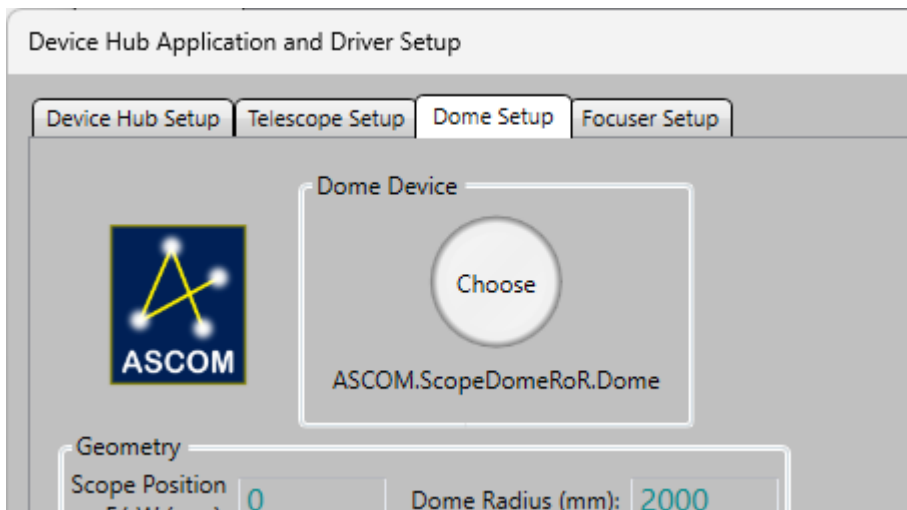 Device Hub Application and Driver Setup
Device Hub Setup Telescope Setup Dome Setup Focuser Setup
Dome Device
Choose
ASCOM
ASCOM.ScopeDomeRoR.Dome
Geometry
Scope Position
0 Dome Radius (mm): 2000